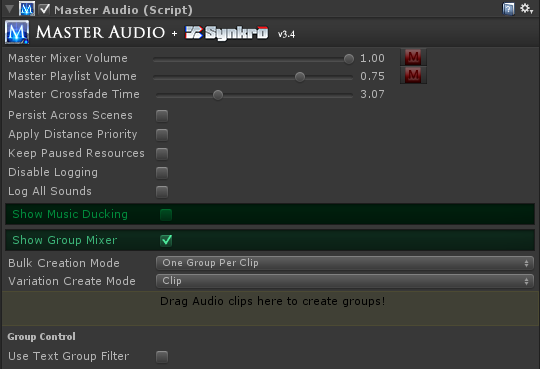 Master Audio (Script)
MASTER AUDIO + SynkrO v3.4
Master Mixer Volume 1.00 M
Master Playlist Volume 0.75 M
Master Crossfade Time 3.07
Persist Across Scenes
Apply Distance Priority
Keep Paused Resources
Disable Logging
Log All Sounds
Show Music Ducking
Show Group Mixer
Bulk Creation Mode One Group Per Clip
Variation Create Mode Clip
Drag Audio clips here to create groups!
Group Control
Use Text Group Filter